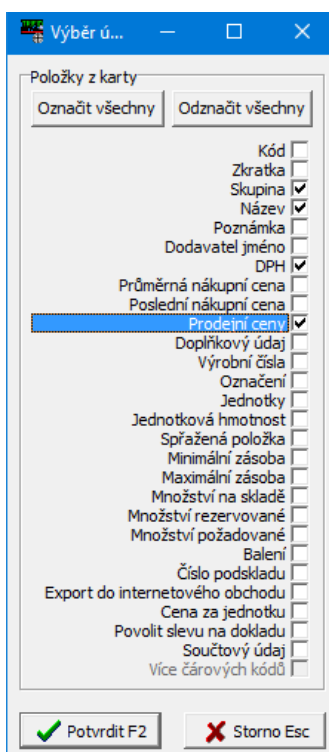 Výběr ú...
Položky z karty
Označit všechny
Odznačit všechny
Kód
Zkratka
Skupina
Název
Poznámka
Dodavatel jméno
DPH
Průměrná nákupní cena
Poslední nákupní cena
Prodejní ceny
Doplňkový údaj
Výrobní čísla
Označení
Jednotky
Jednotková hmotnost
Spřažená položka
Minimální zásoba
Maximální zásoba
Množství na skladě
Množství rezervované
Množství požadované
Balení
Číslo podskladu
Export do internetového obchodu
Cena za jednotku
Povolit slevu na dokladu
Součtový údaj
Více čárových kódů
Potvrdit F2
Storno Esc